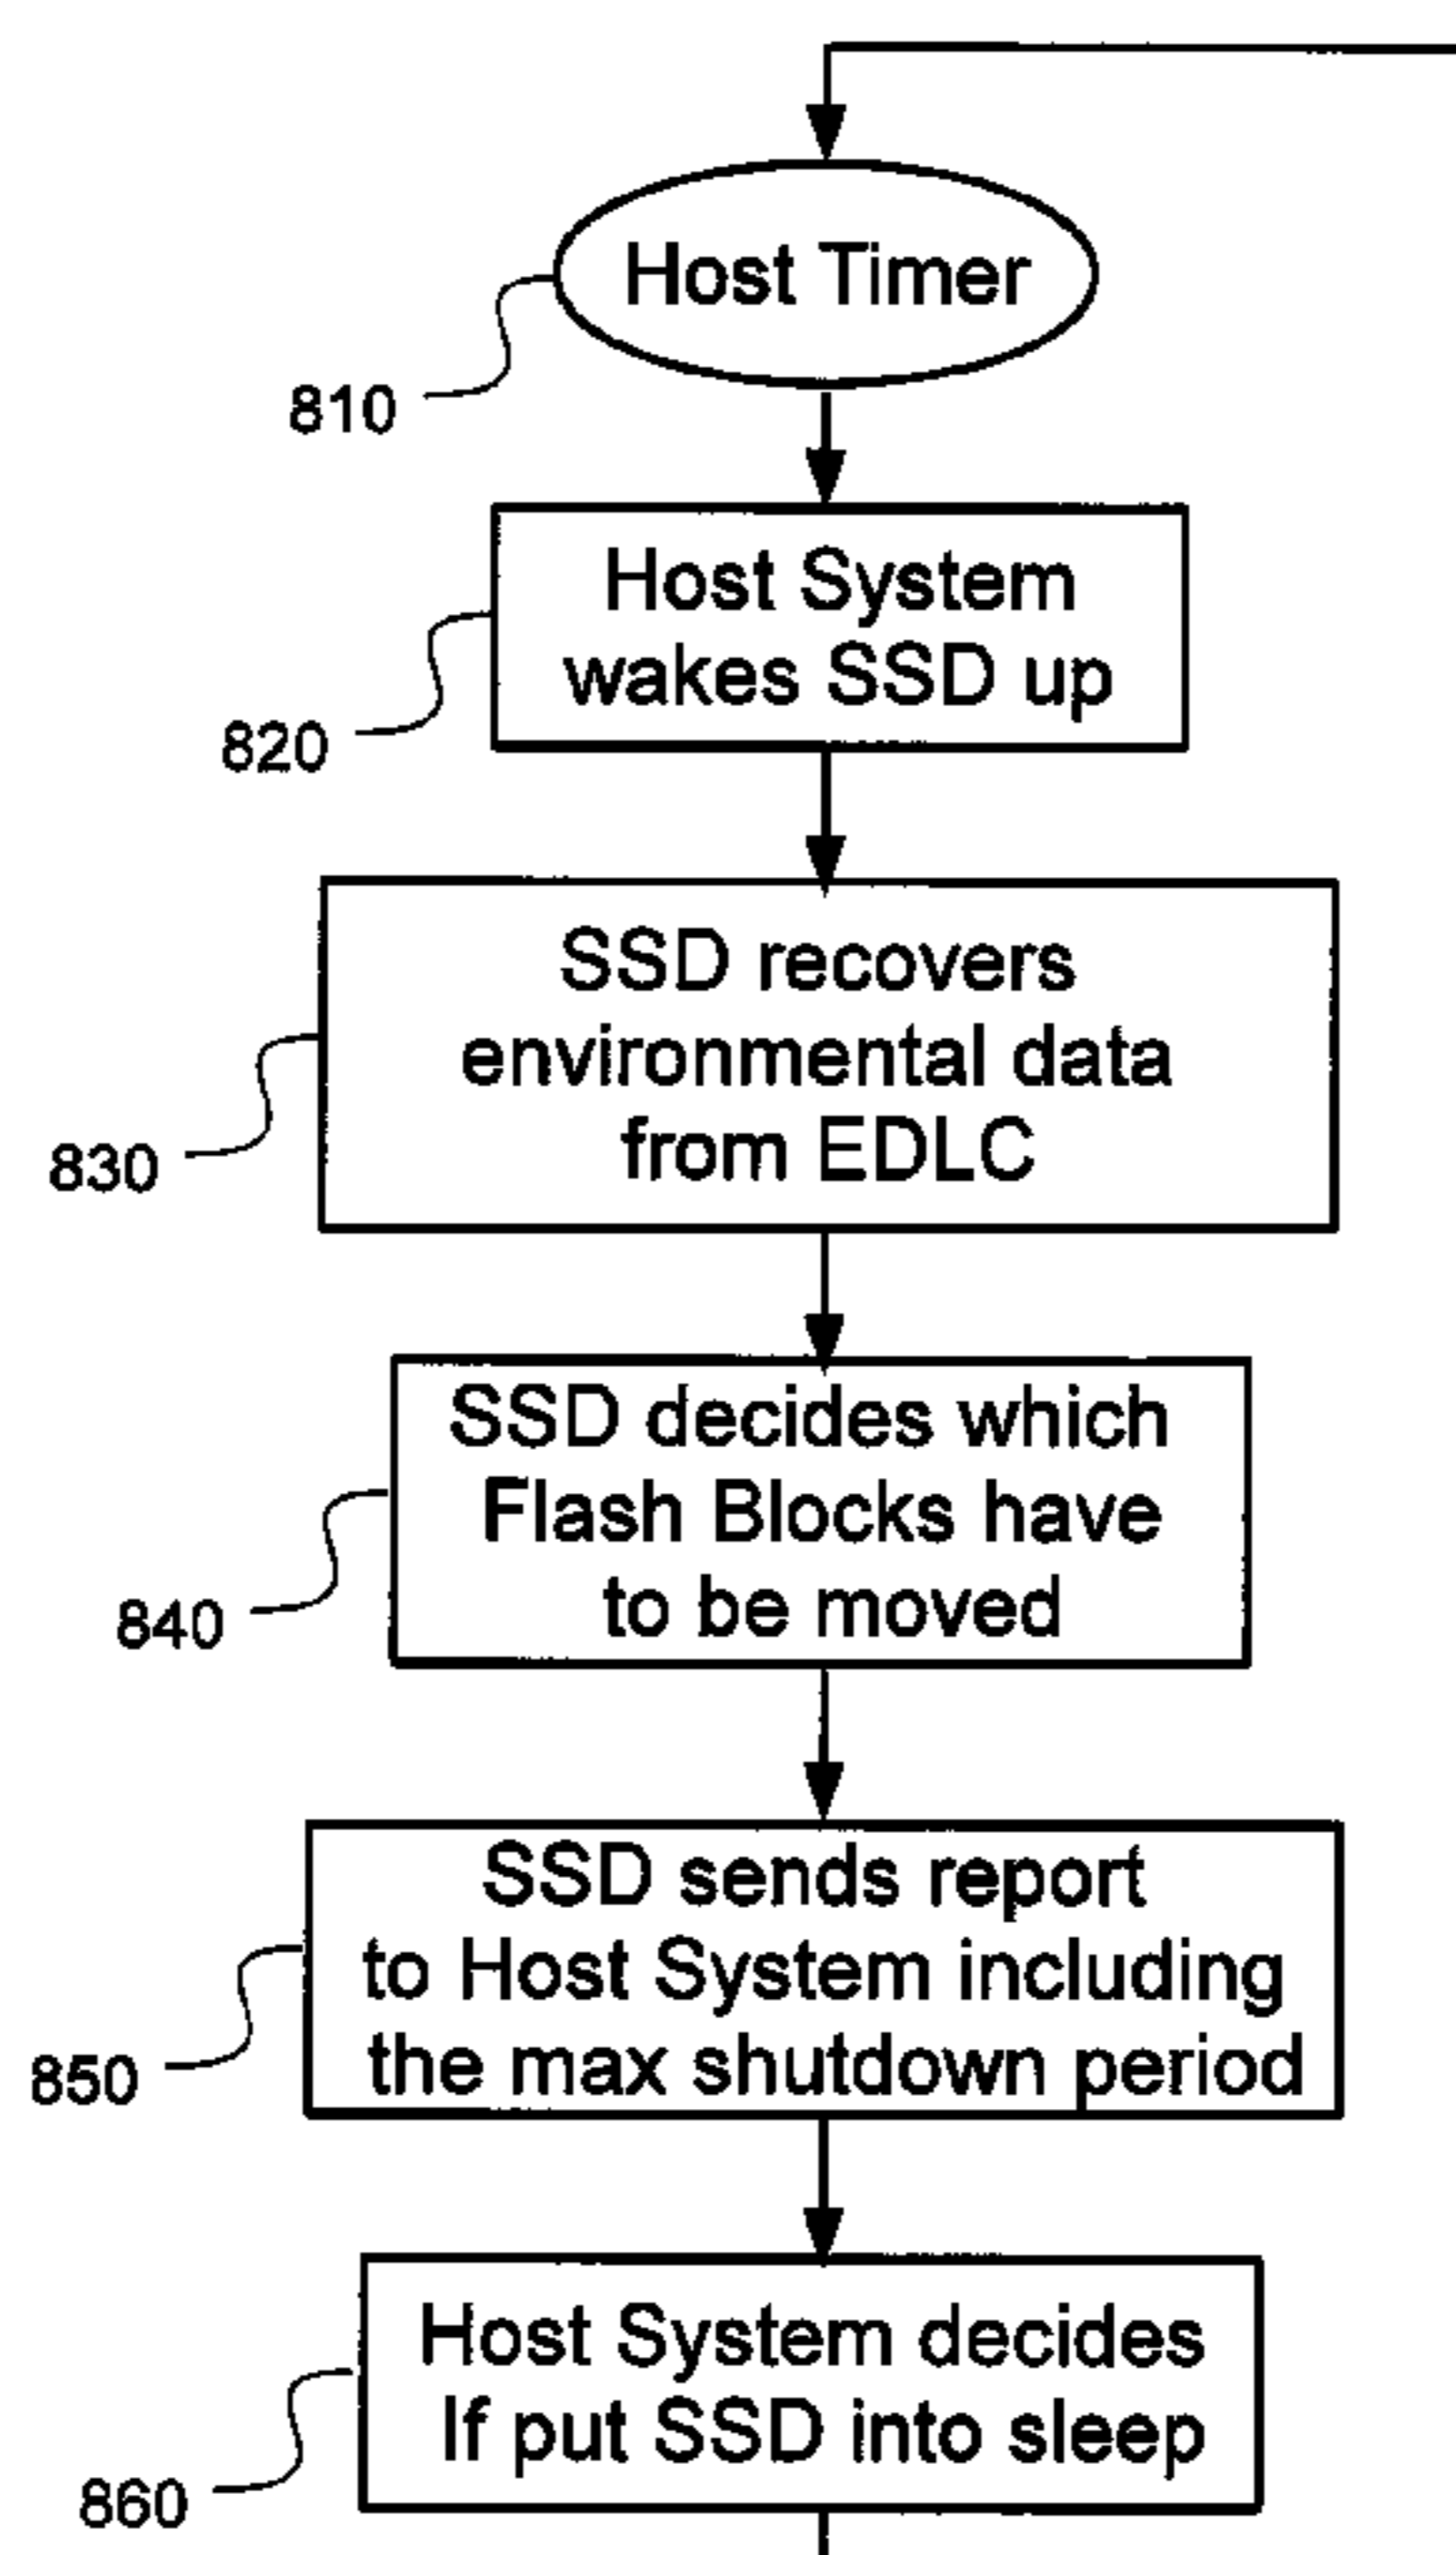 Host Timer
810
Host System
wakes SSD up
820
SSD recovers
environmental data
from EDLC
830
SSD decides which
Flash Blocks have
to be moved
840
SSD sends report
to Host System including
the max shutdown period
850
Host System decides
If put SSD into sleep
860